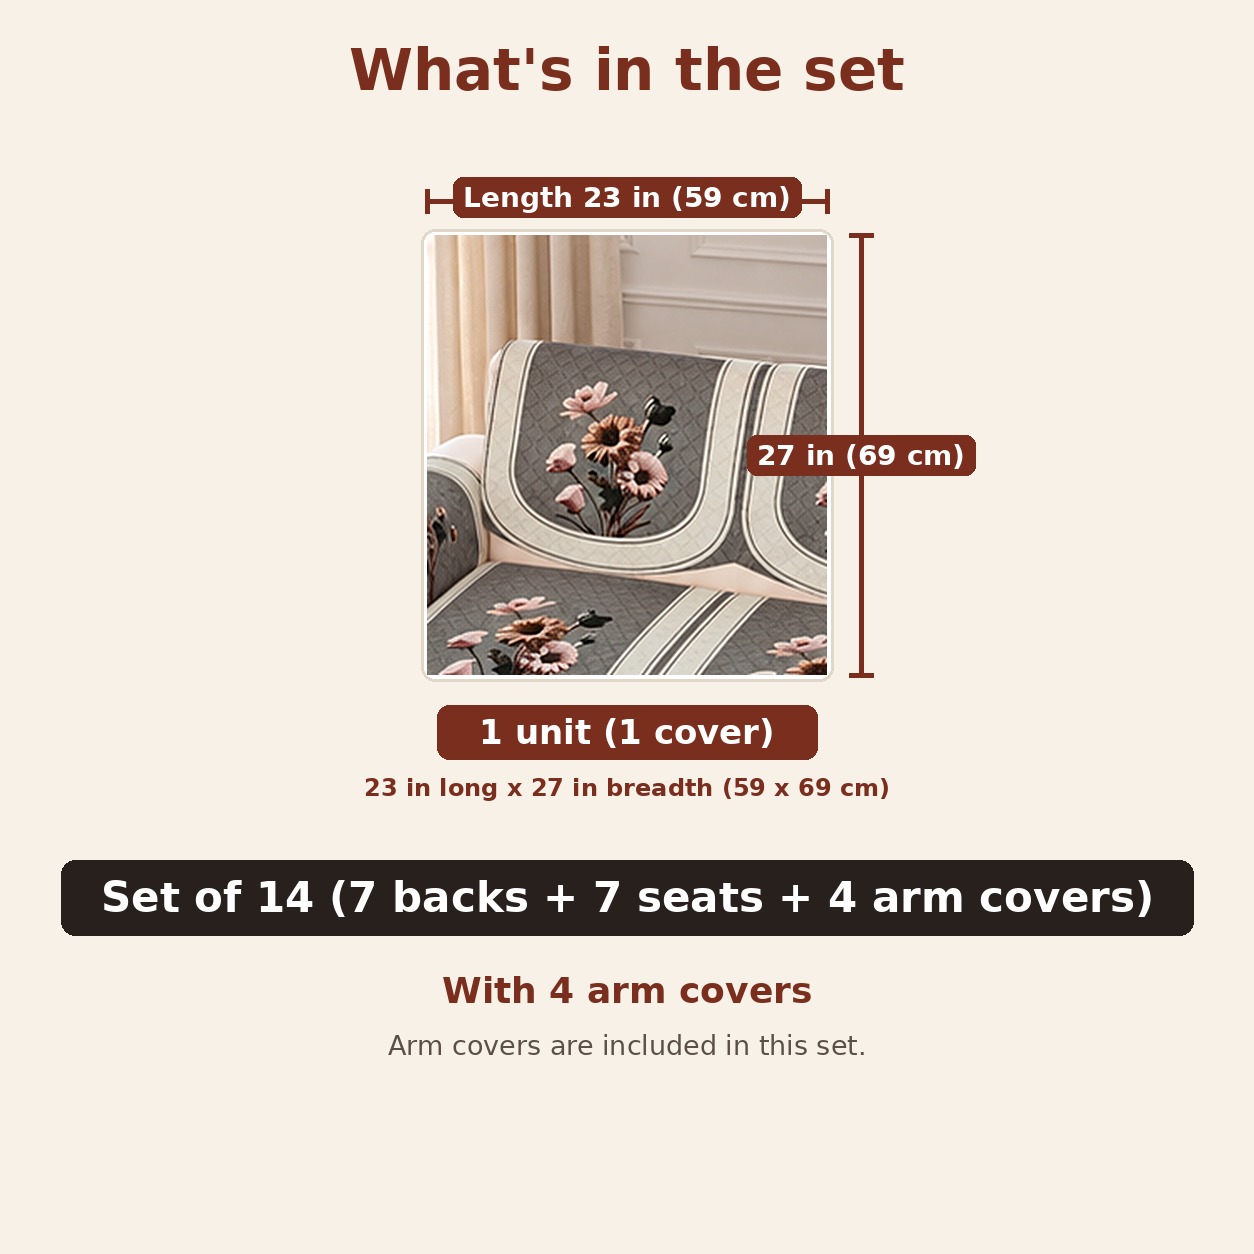 What's in the set
Length 23 in (59 cm)
27 in (69 cm)
1 unit (1 cover)
23 in long x 27 in breadth (59 x 69 cm)
Set of 14 (7 backs + 7 seats + 4 arm covers)
With 4 arm covers
Arm covers are included in this set.